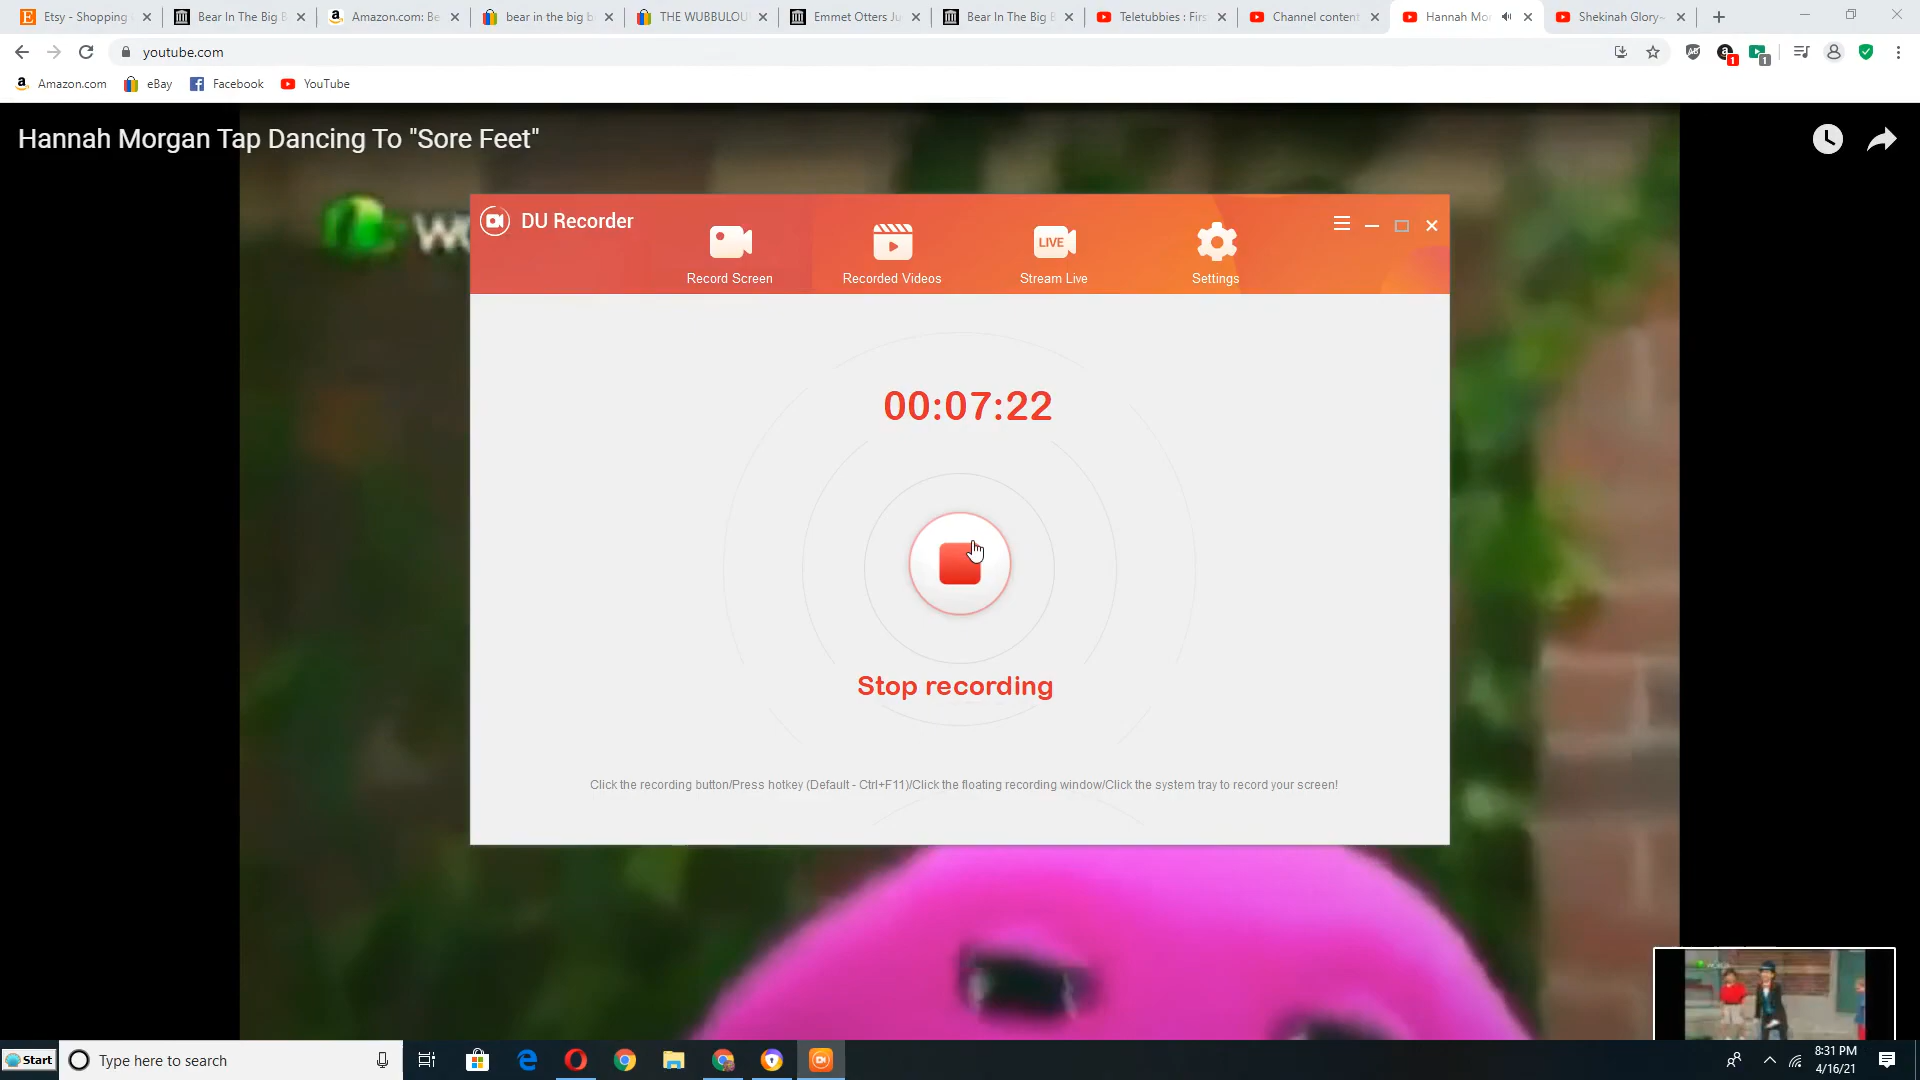 Etsy - Shopping
Bear In The Big B
Amazon.com: Be
bear in the big b
THE WUBBULOU
Emmet Otters Ju
Bear In The Big B
Teletubbies : Firs
Channel content
Hannah Mor
Shekinah Glory~
youtube.com
1
1
Amazon.com
eBay
Facebook
YouTube
Hannah Morgan Tap Dancing To "Sore Feet"
DU Recorder
Record Screen
Recorded Videos
LIVE
Stream Live
Settings
00:07:22
Stop recording
Click the recording button/Press hotkey (Default - Ctrl+F11)/Click the floating recording window/Click the system tray to record your screen!
Start
Type here to search
8:31 PM
4/16/21